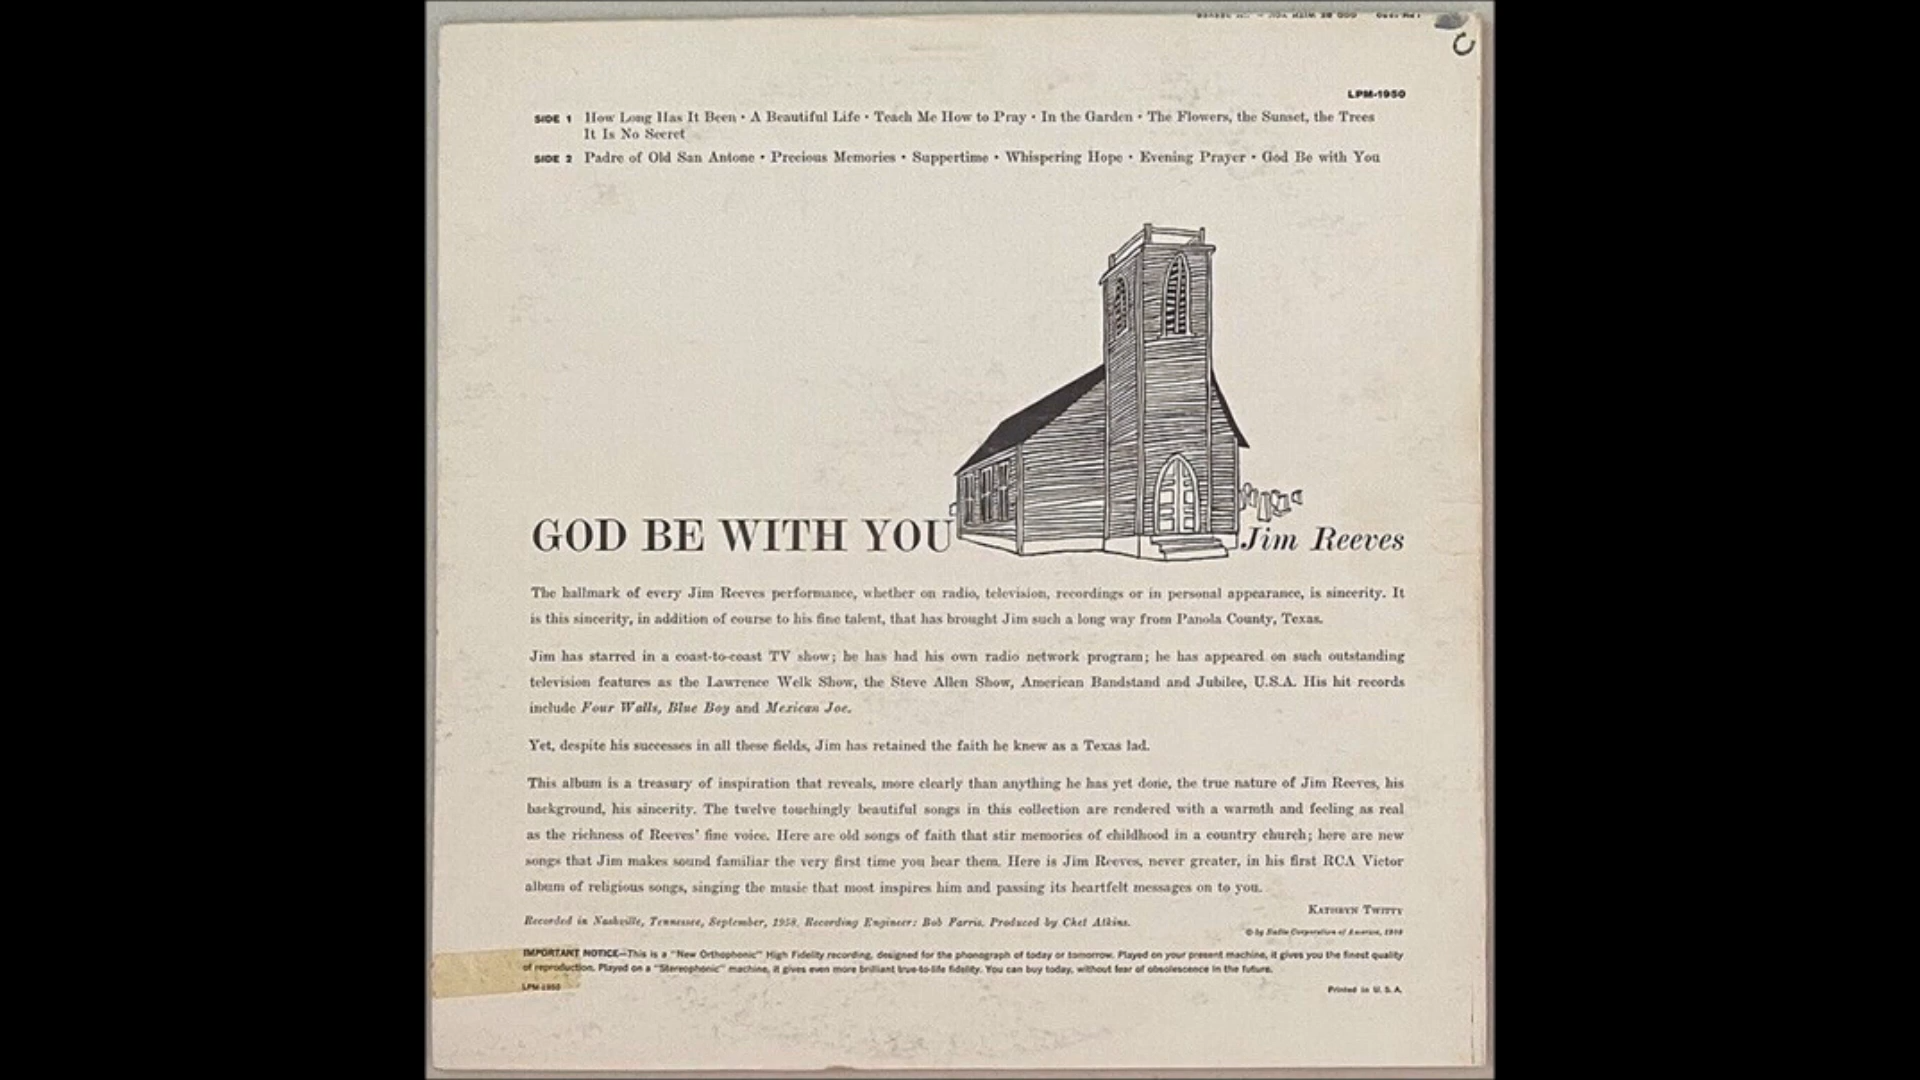 LPM-1950
SIDE 1 How Long Has It Been • A Beautiful Life • Teach Me How to Pray • In the Garden • The Flowers, the Sunset, the Trees
It Is No Secret
SIDE 2 Padre of Old San Antone • Precious Memories • Suppertime • Whispering Hope • Evening Prayer • God Be with You
GOD BE WITH YOU Jim Reeves
The hallmark of every Jim Reeves performance, whether on radio, television, recordings or in personal appearance, is sincerity. It
is this sincerity, in addition of course to his fine talent, that has brought Jim such a long way from Panola County, Texas.
Jim has starred in a coast-to-coast TV show; he has had his own radio network program; he has appeared on such outstanding
television features as the Lawrence Welk Show, the Steve Allen Show, American Bandstand and Jubilee, U.S.A. His hit records
include Four Walls, Blue Boy and Mexican Joe.
Yet, despite his successes in all these fields, Jim has retained the faith he knew as a Texas lad.
This album is a treasury of inspiration that reveals, more clearly than anything he has yet done, the true nature of Jim Reeves, his
background, his sincerity. The twelve touchingly beautiful songs in this collection are rendered with a warmth and feeling as real
as the richness of Reeves' fine voice. Here are old songs of faith that stir memories of childhood in a country church; here are new
songs that Jim makes sound familiar the very first time you hear them. Here is Jim Reeves, never greater, in his first RCA Victor
album of religious songs, singing the music that most inspires him and passing its heartfelt messages on to you.
KATHRYN TWITTY
Recorded in Nashville, Tennessee, September, 1958. Recording Engineer: Bob Farris. Produced by Chet Atkins.
© by Radio Corporation of America,
IMPORTANT NOTICE—This is a "New Orthophonic" High Fidelity recording, designed for the phonograph of today or tomorrow. Played on your present machine, it gives you the finest quality
of reproduction. Played on a "Stereophonic" machine, it gives even more brilliant true-to-life fidelity. You can buy today, without fear of obsolescence in the future.
LPM-1950
Printed in U. S. A.